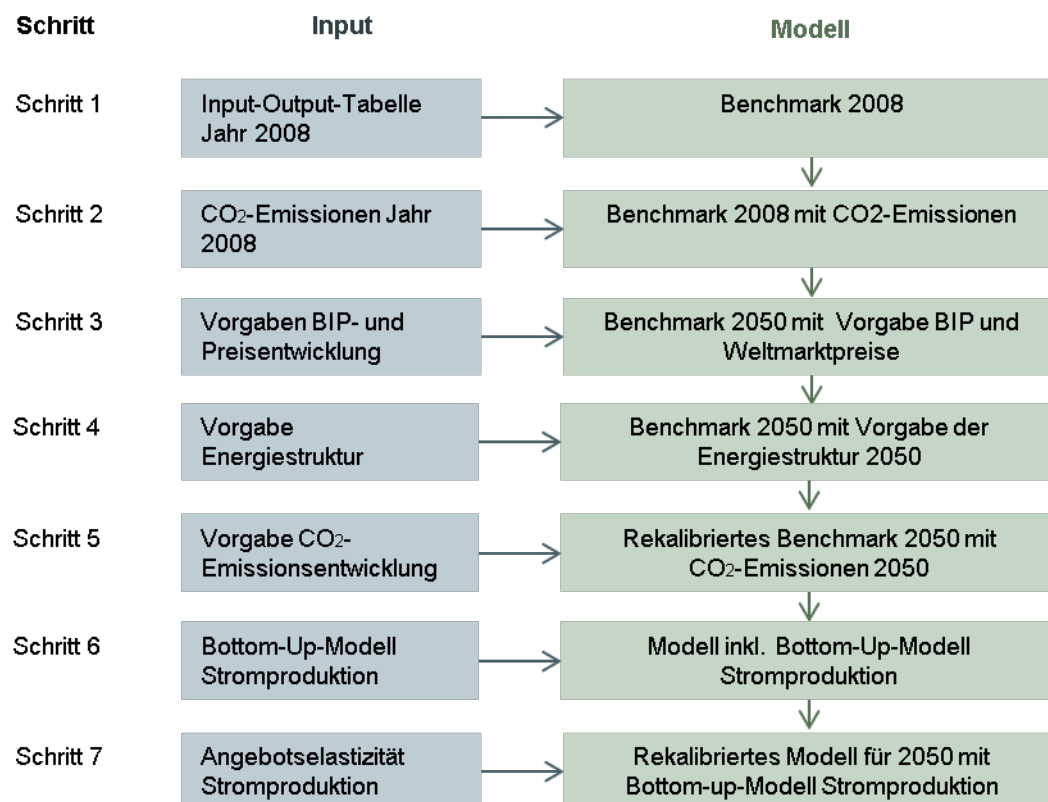 Schritt Input Modell
Schritt 1
Input-Output-Tabelle
Jahr 2008
Benchmark 2008
Schritt 2
CO2-Emissionen Jahr
2008
Benchmark 2008 mit CO2-Emissionen
Schritt 3
Vorgaben BIP- und
Preisentwicklung
Benchmark 2050 mit Vorgabe BIP und
Weltmarktpreise
Schritt 4
Vorgabe
Energiestruktur
Benchmark 2050 mit Vorgabe der
Energiestruktur 2050
Schritt 5
Vorgabe CO2-
Emissionsentwicklung
Rekalibriertes Benchmark 2050 mit
CO2-Emissionen 2050
Schritt 6
Bottom-Up-Modell
Stromproduktion
Modell inkl. Bottom-Up-Modell
Stromproduktion
Schritt 7
Angebotselastizität
Stromproduktion
Rekalibriertes Modell für 2050 mit
Bottom-up-Modell Stromproduktion